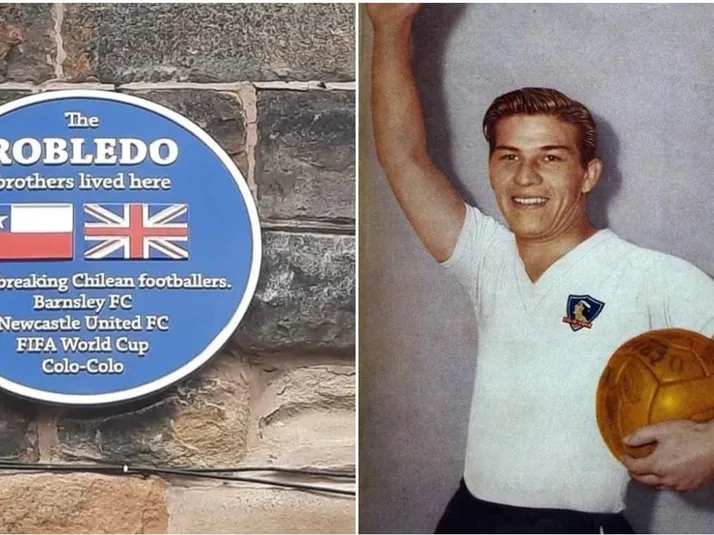 The
ROBLEDO
brothers lived here
breaking Chilean footballers.
Barnsley FC
Newcastle United FC
FIFA World Cup
Colo-Colo